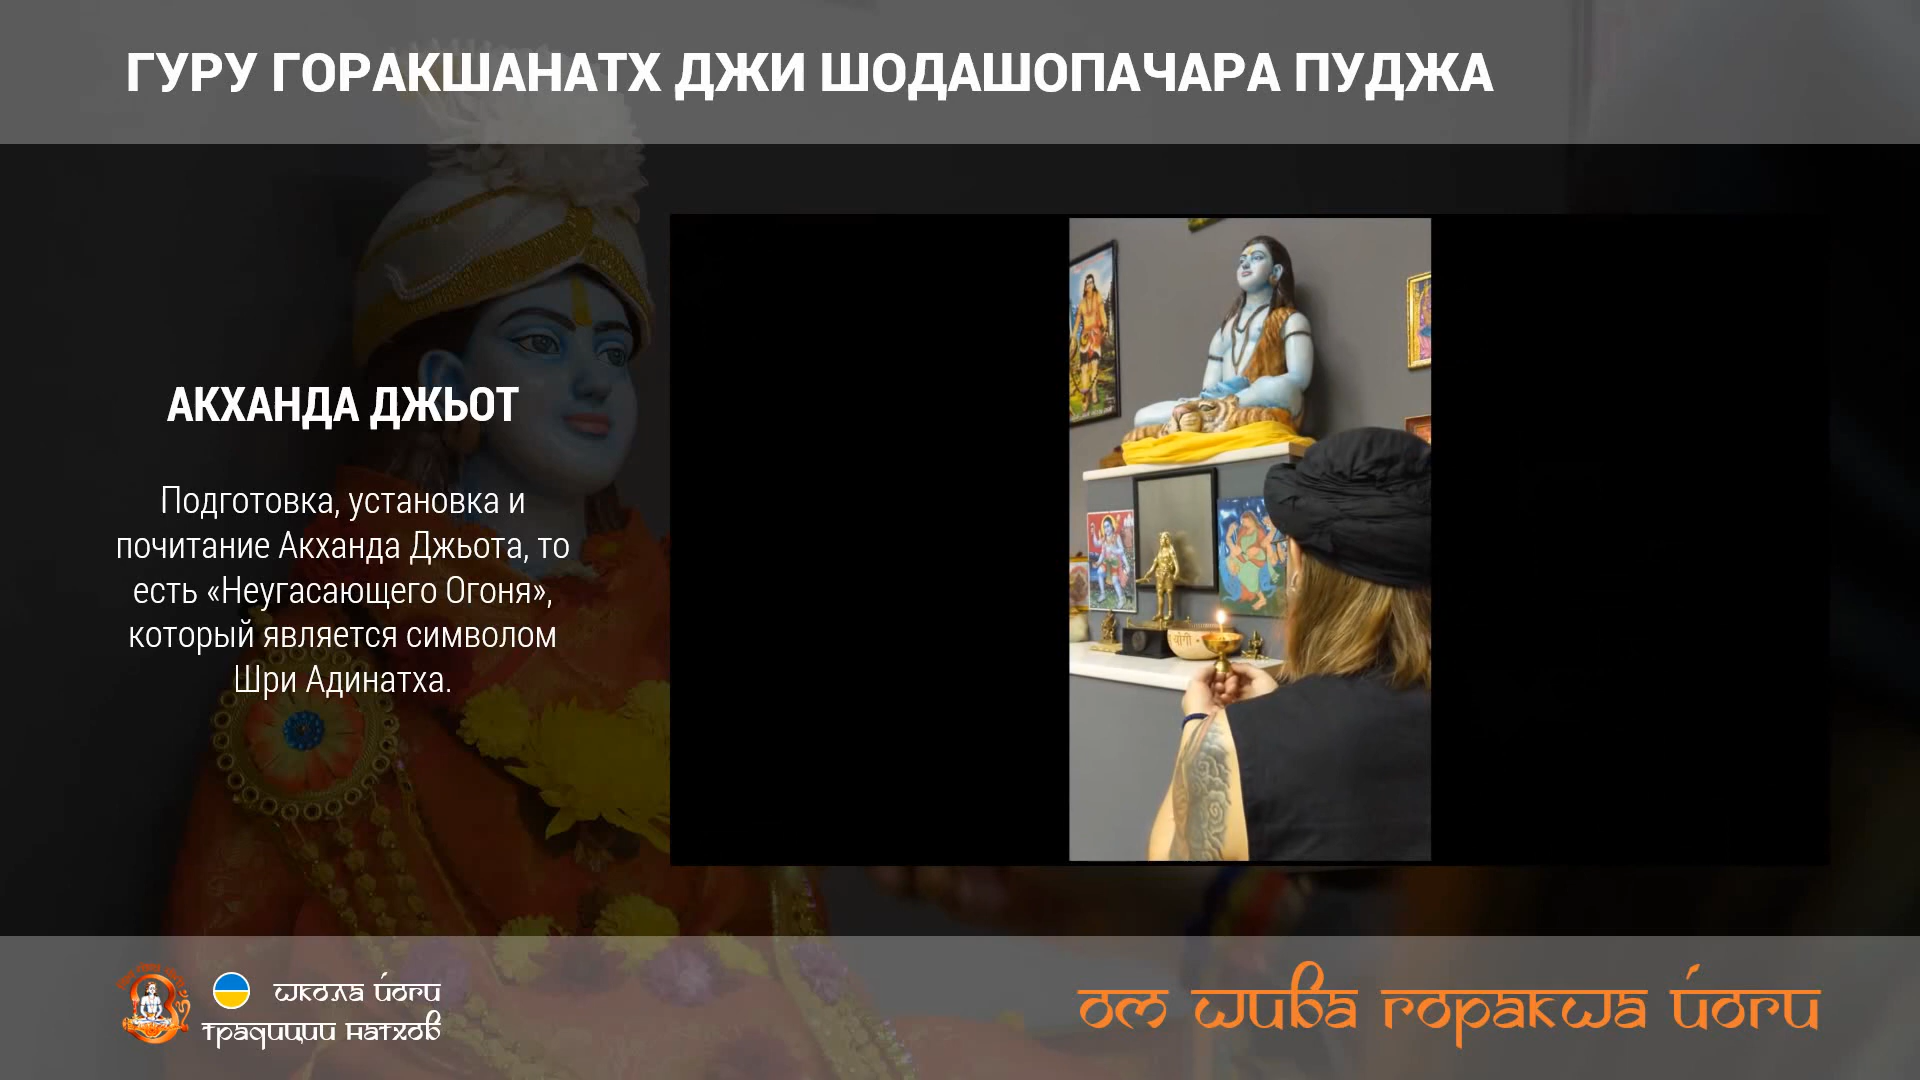 ГУРУ ГОРАКШАНАТХ ДЖИ ШОДАШОПАЧАРА ПУДЖА
АКХАНДА ДЖЬОТ
Подготовка, установка и
почитание Акханда Джьота, то
есть «Неугасающего Огоня»,
который является символом
Шри Адинатха.
योगी
школа йоги
традиции натхов
ом шива горакша йоги